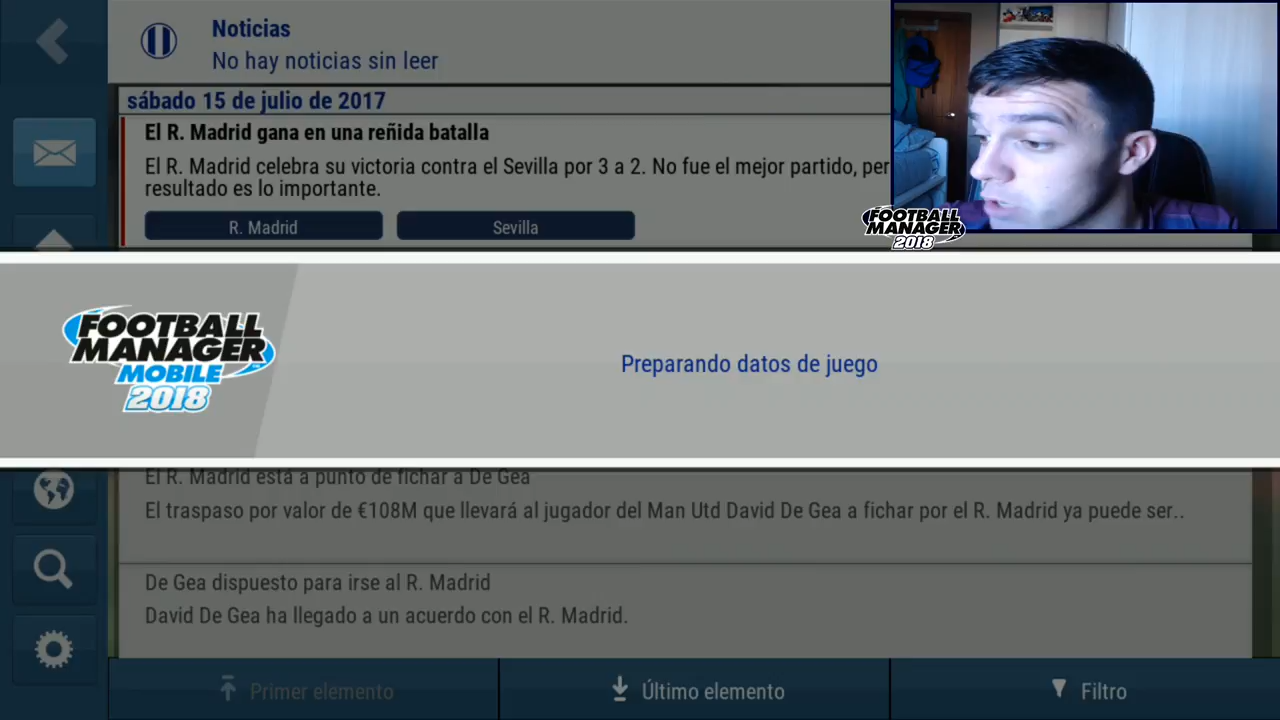 Noticias
No hay noticias sin leer
sábado 15 de julio de 2017
El R. Madrid gana en una reñida batalla
El R. Madrid celebra su victoria contra el Sevilla por 3 a 2. No fue el mejor partido, per
resultado es lo importante.
R. Madrid
Sevilla
FOOTBALL
MANAGER
2018
FOOTBALL
MANAGER
MOBILE
2018
Preparando datos de juego
El R. Madrid está a punto de fichar a De Gea
El traspaso por valor de €108M que llevará al jugador del Man Utd David De Gea a fichar por el R. Madrid ya puede ser..
De Gea dispuesto para irse al R. Madrid
David De Gea ha llegado a un acuerdo con el R. Madrid.
Primer elemento
Último elemento
Filtro